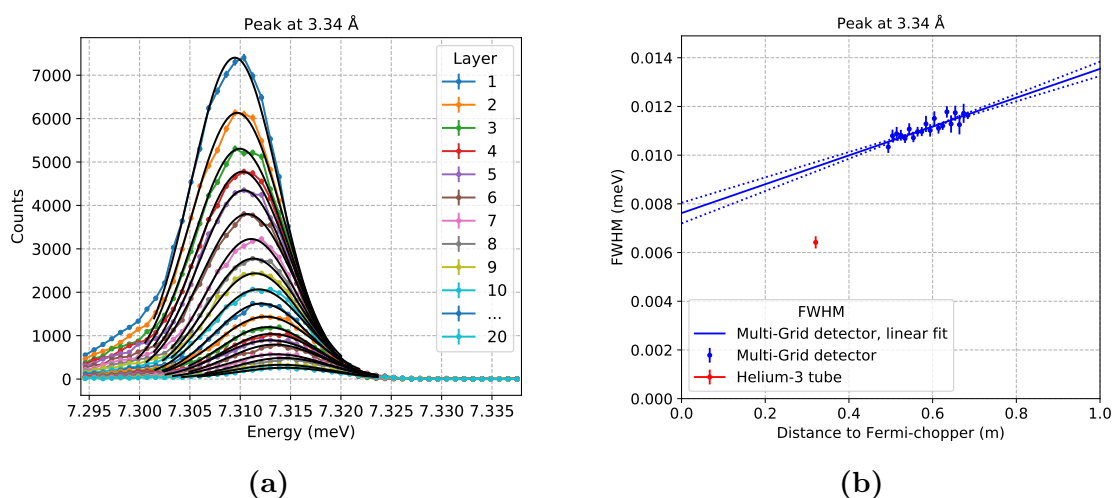 Peak at 3.34 Å
Counts
7000
6000
5000
4000
3000
2000
1000
0
Layer
1
2
3
4
5
6
7
8
9
10
...
20
7.295 7.300 7.305 7.310 7.315 7.320 7.325 7.330 7.335
Energy (meV)
(a)
Peak at 3.34 Å
FWHM (meV)
0.014
0.012
0.010
0.008
0.006
0.004
0.002
0.000
FWHM
Multi-Grid detector, linear fit
Multi-Grid detector
Helium-3 tube
0.0 0.2 0.4 0.6 0.8 1.0
Distance to Fermi-chopper (m)
(b)